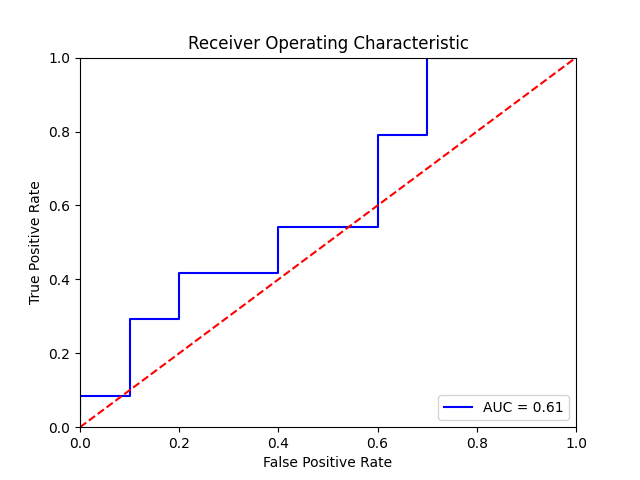 Receiver Operating Characteristic
True Positive Rate
1.0
0.8
0.6
0.4
0.2
0.0
0.0 0.2 0.4 0.6 0.8 1.0
False Positive Rate
AUC = 0.61